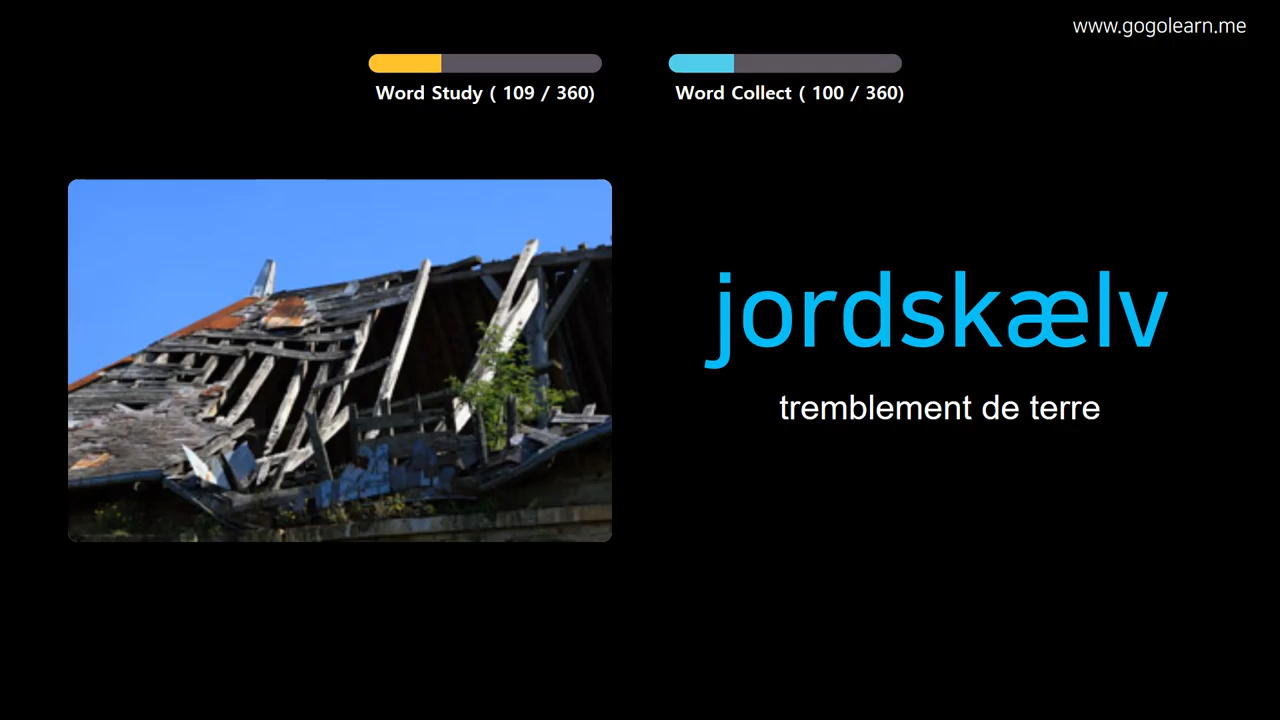 www.gogolearn.me
Word Study ( 109 / 360)
Word Collect ( 100 / 360)
jordskælv
tremblement de terre